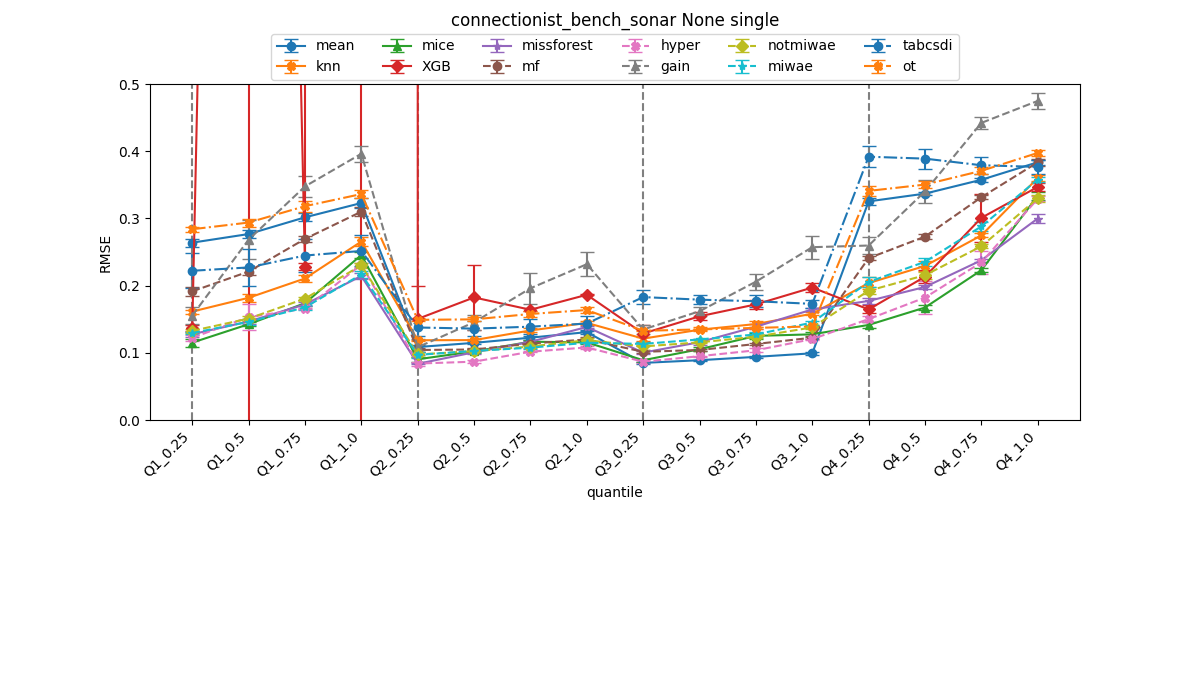 connectionist_bench_sonar None single
mean mice missforest hyper notmiwae tabcsdi
knn XGB mf gain miwae ot
0.5
0.4
0.3
0.2
0.1
0.0
RMSE
Q1_0.25 Q1_0.5 Q1_0.75 Q1_1.0 Q2_0.25 Q2_0.5 Q2_0.75 Q2_1.0 Q3_0.25 Q3_0.5 Q3_0.75 Q3_1.0 Q4_0.25 Q4_0.5 Q4_0.75 Q4_1.0
quantile